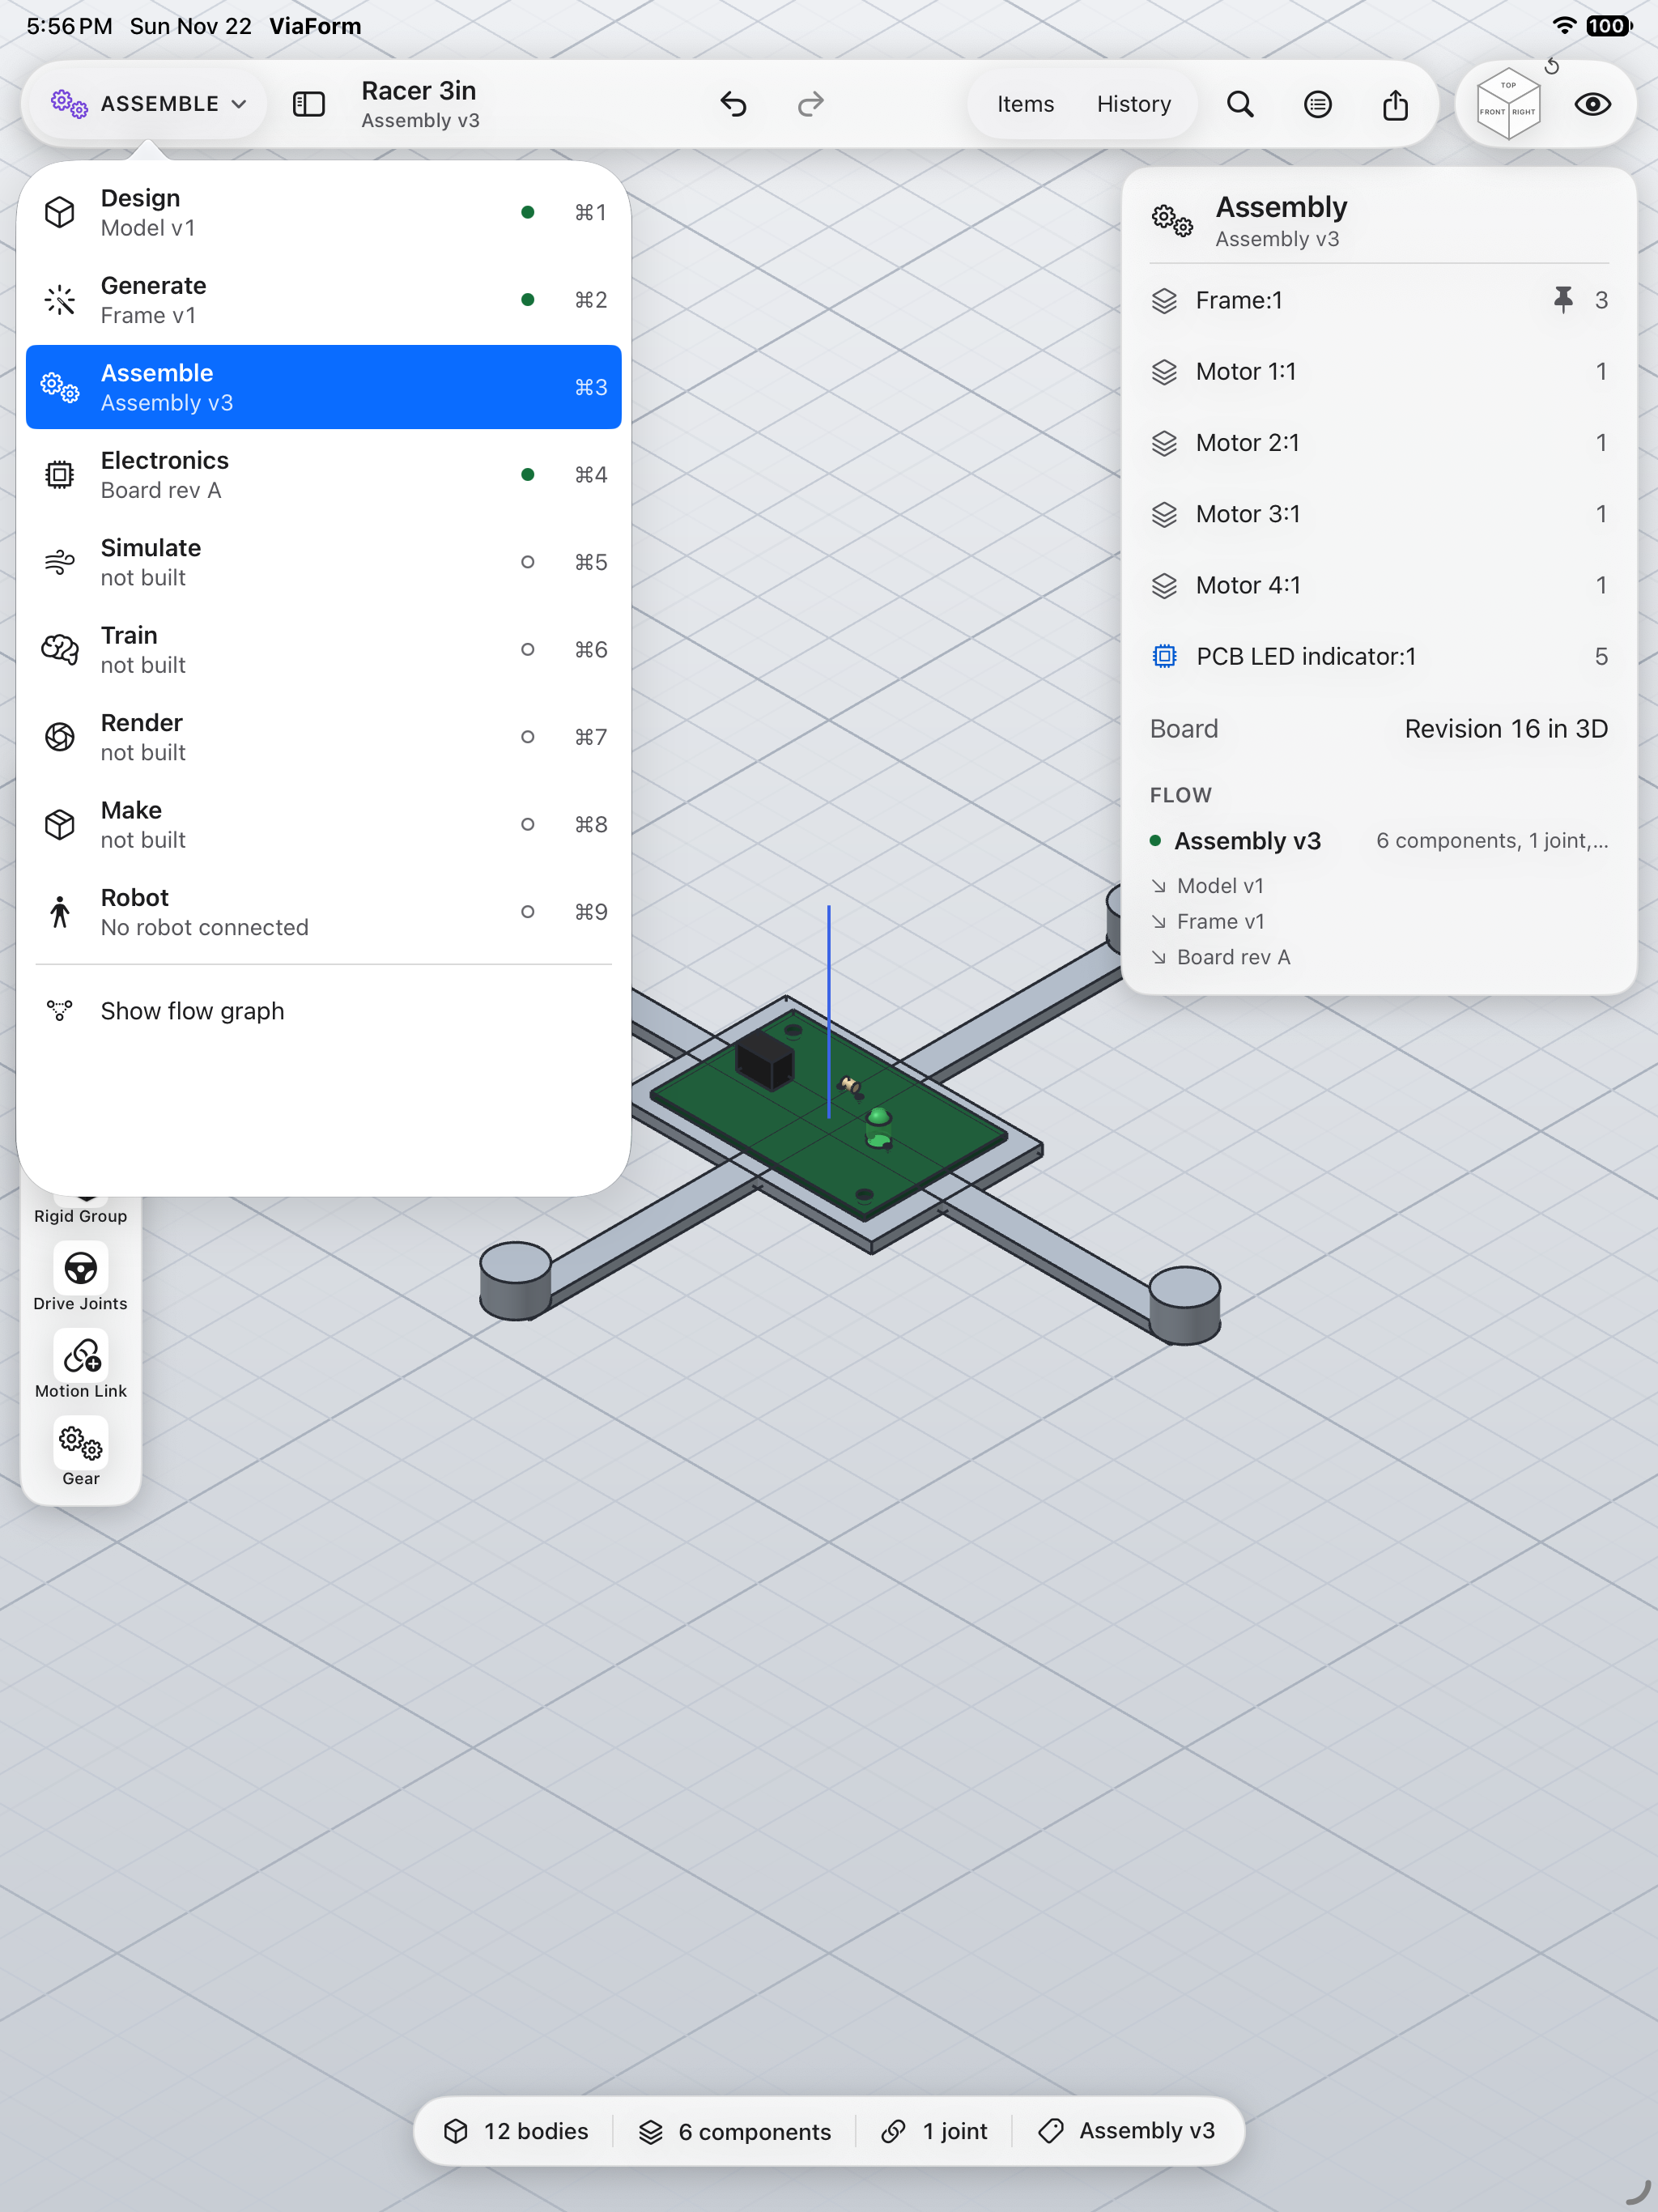 5:56 PM Sun Nov 22 ViaForm
100
ASSEMBLE
Racer 3in
Assembly v3
Items
History
TOP
FRONT
RIGHT
Design
Model v1
⌘1
Generate
Frame v1
⌘2
Assemble
Assembly v3
⌘3
Electronics
Board rev A
⌘4
Simulate
not built
⌘5
Train
not built
⌘6
Render
not built
⌘7
Make
not built
⌘8
Robot
No robot connected
⌘9
Show flow graph
Assembly
Assembly v3
Frame:1 3
Motor 1:1 1
Motor 2:1 1
Motor 3:1 1
Motor 4:1 1
PCB LED indicator:1 5
Board Revision 16 in 3D
FLOW
Assembly v3 6 components, 1 joint,...
Model v1
Frame v1
Board rev A
Rigid Group
Drive Joints
Motion Link
Gear
12 bodies
6 components
1 joint
Assembly v3